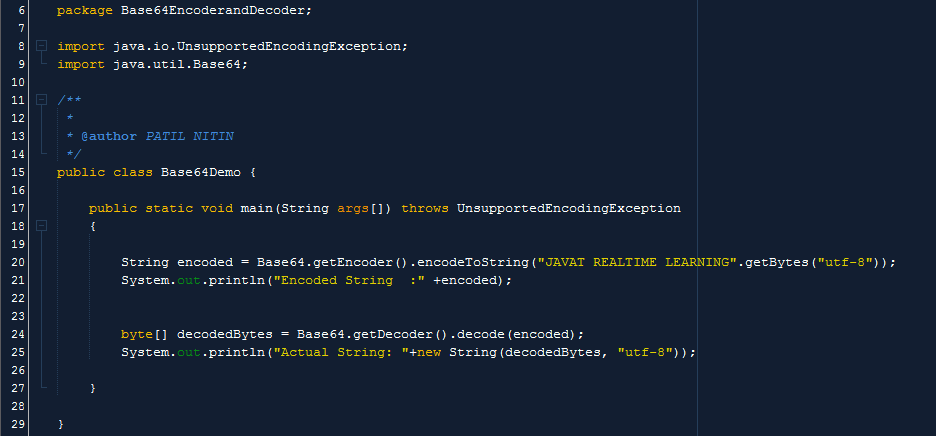 6 package Base64EncoderandDecoder;
7
8 import java.io.UnsupportedEncodingException;
9 import java.util.Base64;
10
11 /**
12 *
13 * @author PATIL NITIN
14 */
15 public class Base64Demo {
16
17 public static void main(String args[]) throws UnsupportedEncodingException
18 {
19
20 String encoded = Base64.getEncoder().encodeToString("JAVAT REALTIME LEARNING".getBytes("utf-8"));
21 System.out.println("Encoded String  :" +encoded);
22
23
24 byte[] decodedBytes = Base64.getDecoder().decode(encoded);
25 System.out.println("Actual String: "+new String(decodedBytes, "utf-8"));
26
27 }
28
29 }